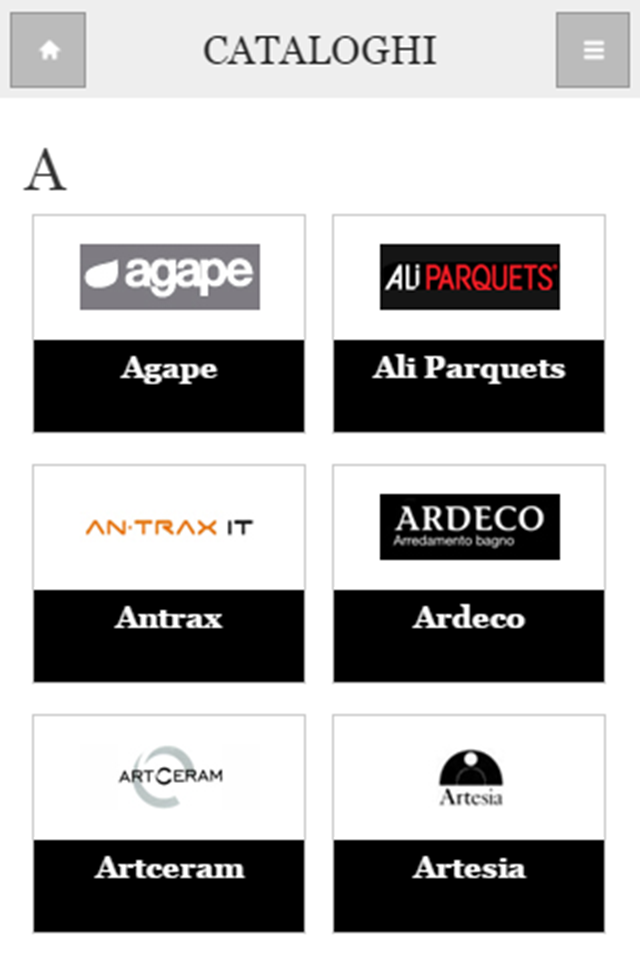 CATALOGHI
A
agape
ALi PARQUETS
Agape
Ali Parquets
AN·TRAX IT
ARDECO
Arredamento bagno
Antrax
Ardeco
ARTCERAM
Artesia
Artceram
Artesia